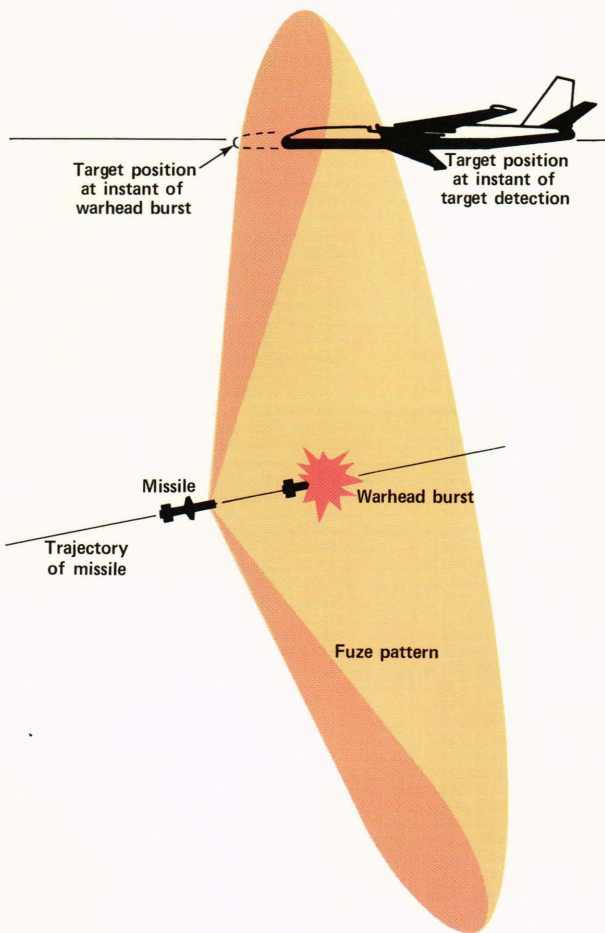 Target position
at instant of
warhead burst
Target position
at instant of
target detection
Missile
Warhead burst
Trajectory
of missile
Fuze pattern